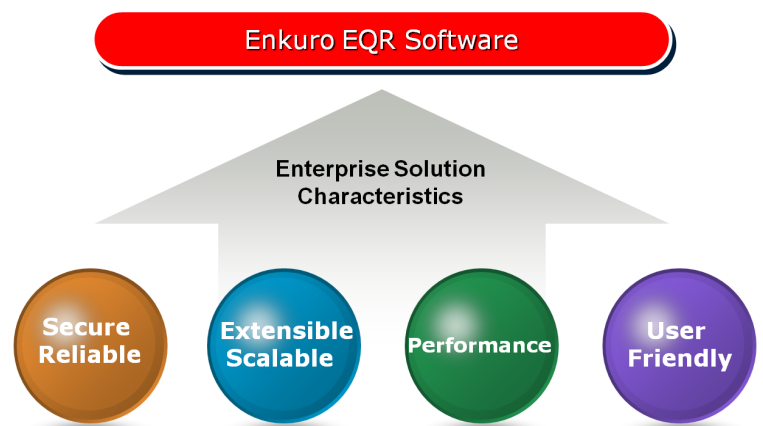 Enkuro EQR Software
Enterprise Solution
Characteristics
Secure
Reliable
Extensible
Scalable
Performance
User
Friendly